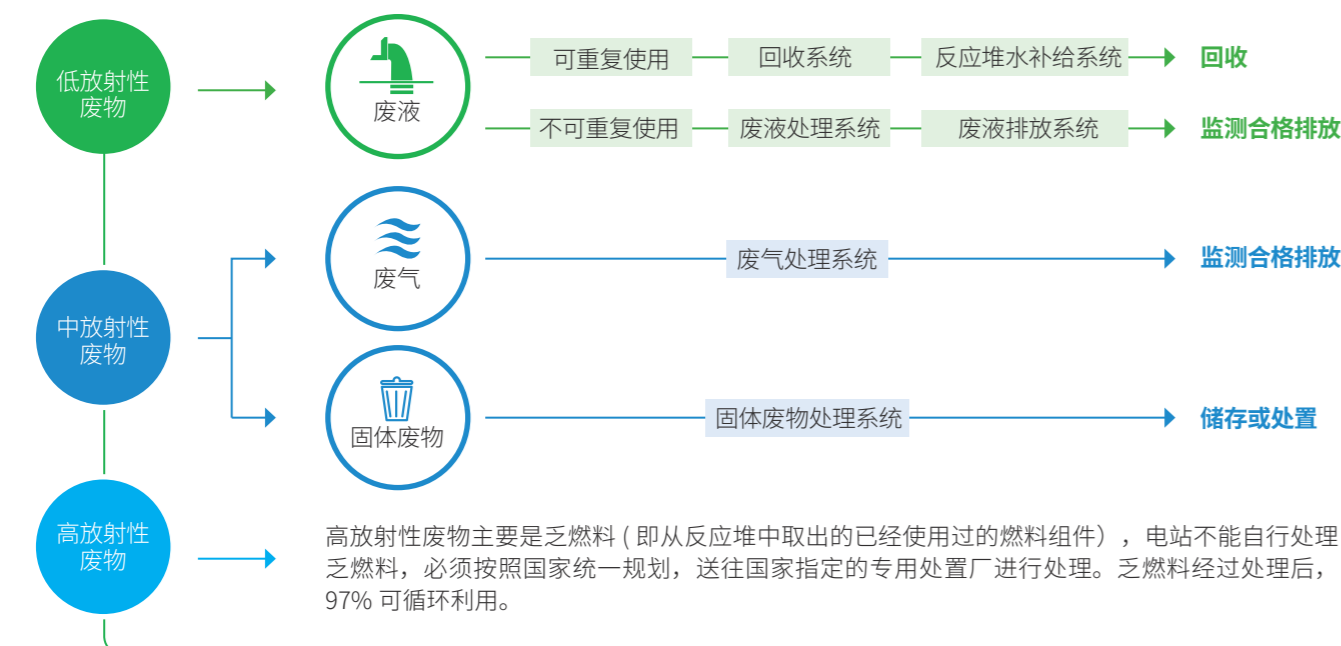 低放射性
废物
废液
可重复使用
回收系统
反应堆水补给系统
回收
不可重复使用
废液处理系统
废液排放系统
监测合格排放
中放射性
废物
废气
废气处理系统
监测合格排放
固体废物
固体废物处理系统
储存或处置
高放射性
废物
高放射性废物主要是乏燃料 ( 即从反应堆中取出的已经使用过的燃料组件），电站不能自行处理
乏燃料，必须按照国家统一规划，送往国家指定的专用处置厂进行处理。乏燃料经过处理后，
97% 可循环利用。